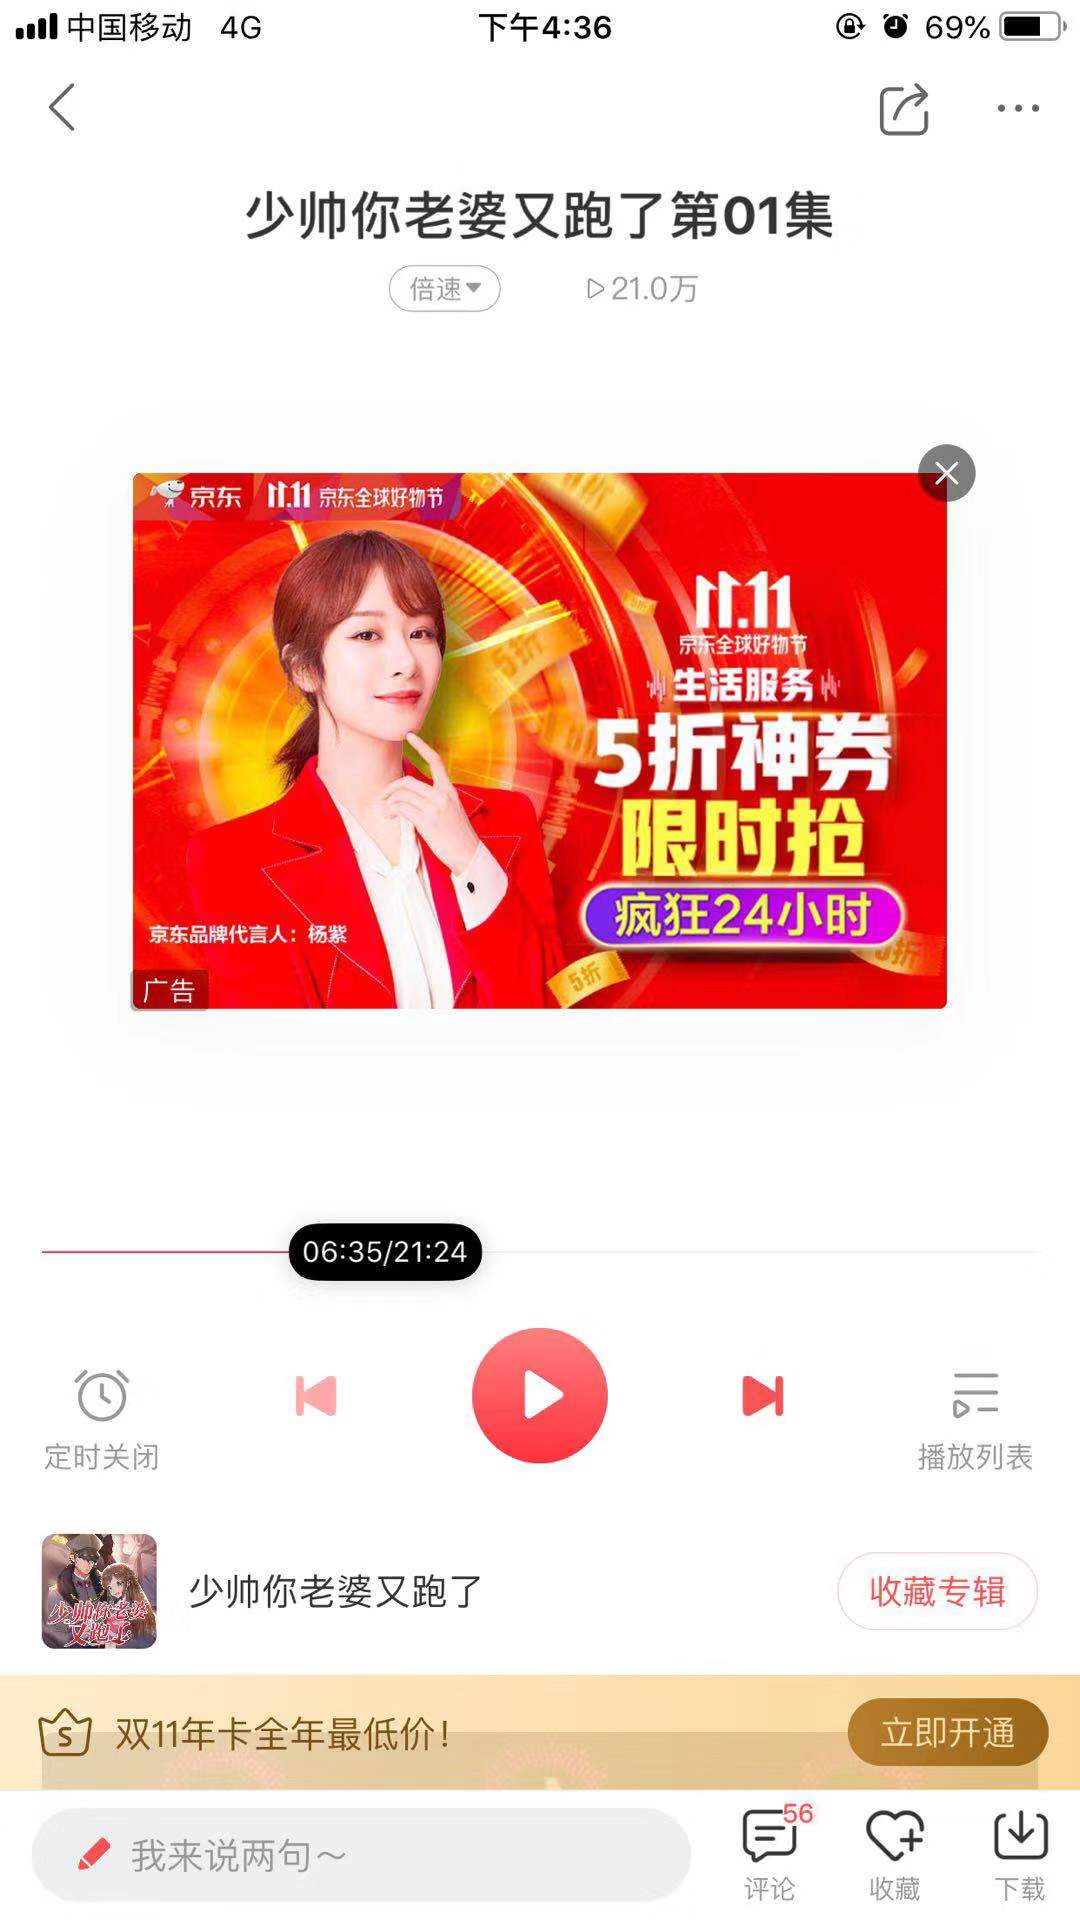 中国移动 4G 下午4:36 69%
少帅你老婆又跑了第01集
倍速 21.0万
京东 11.11 京东全球好物节
11.11
京东全球好物节
生活服务
5折神券
限时抢
疯狂24小时
京东品牌代言人：杨紫
5折
广告
06:35/21:24
定时关闭
播放列表
少帅你老婆又跑了
少帅你老婆
又跑了
收藏专辑
S 双11年卡全年最低价！ 立即开通
我来说两句～
56
评论 收藏 下载